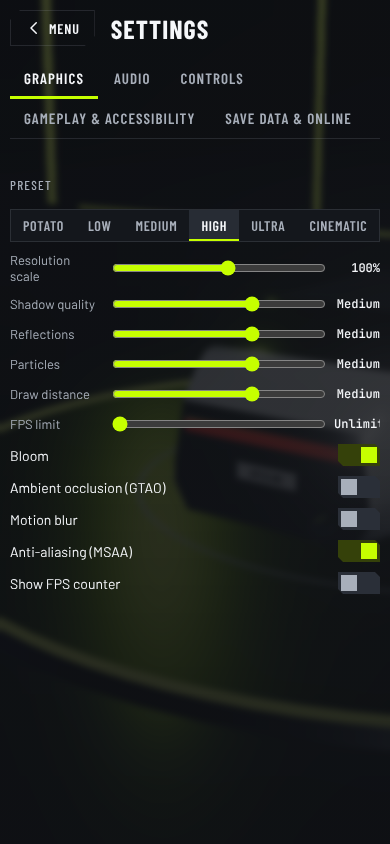 MENU
SETTINGS
GRAPHICS AUDIO CONTROLS
GAMEPLAY & ACCESSIBILITY SAVE DATA & ONLINE
PRESET
POTATO LOW MEDIUM HIGH ULTRA CINEMATIC
Resolution
scale
100%
Shadow quality Medium
Reflections Medium
Particles Medium
Draw distance Medium
FPS limit Unlimit
Bloom
Ambient occlusion (GTAO)
Motion blur
Anti-aliasing (MSAA)
Show FPS counter